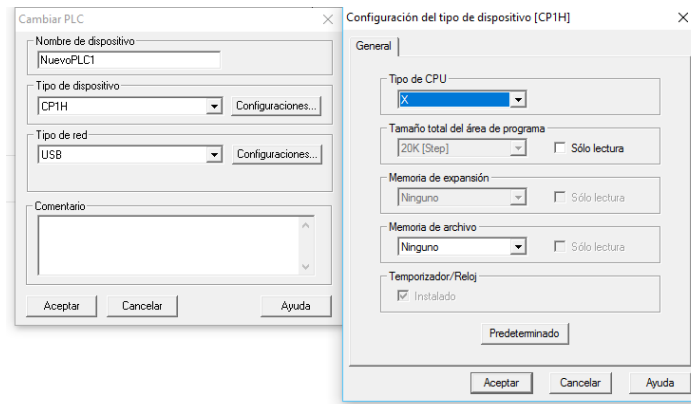 Cambiar PLC
Nombre de dispositivo
NuevoPLC1
Tipo de dispositivo
CP1H
Configuraciones...
Tipo de red
USB
Configuraciones...
Comentario
Aceptar
Cancelar
Ayuda
Configuración del tipo de dispositivo [CP1H]
General
Tipo de CPU
X
Tamaño total del área de programa
20K [Step]
Sólo lectura
Memoria de expansión
Ninguno
Sólo lectura
Memoria de archivo
Ninguno
Sólo lectura
Temporizador/Reloj
Instalado
Predeterminado
Aceptar
Cancelar
Ayuda